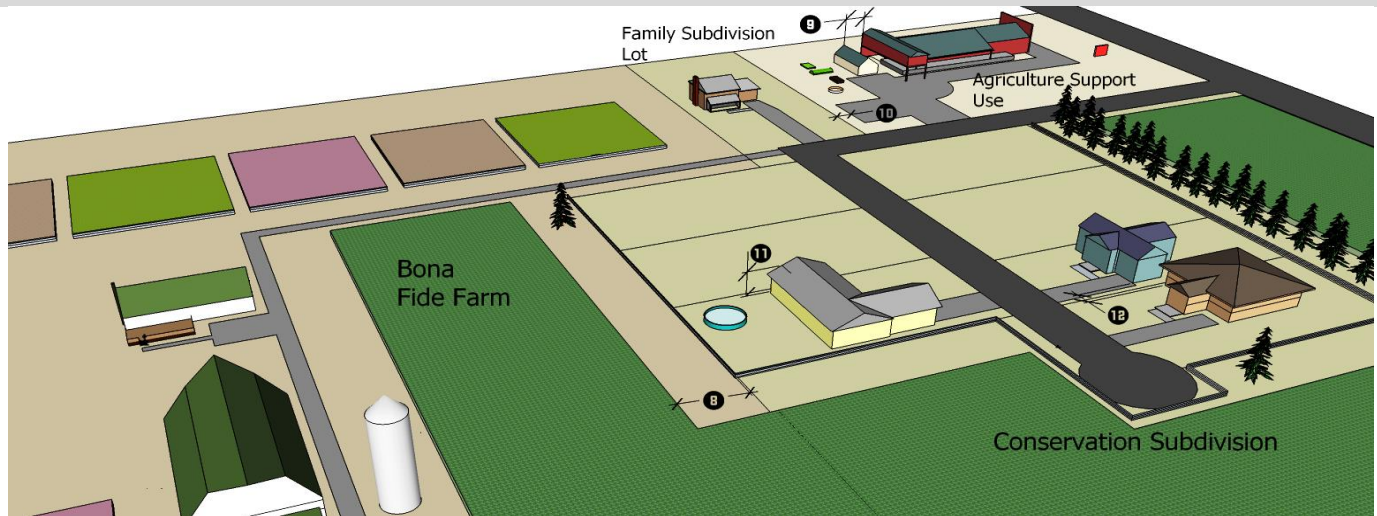 9
Family Subdivision
Lot
Agriculture Support
Use
10
11
Bona
Fide Farm
12
8
Conservation Subdivision